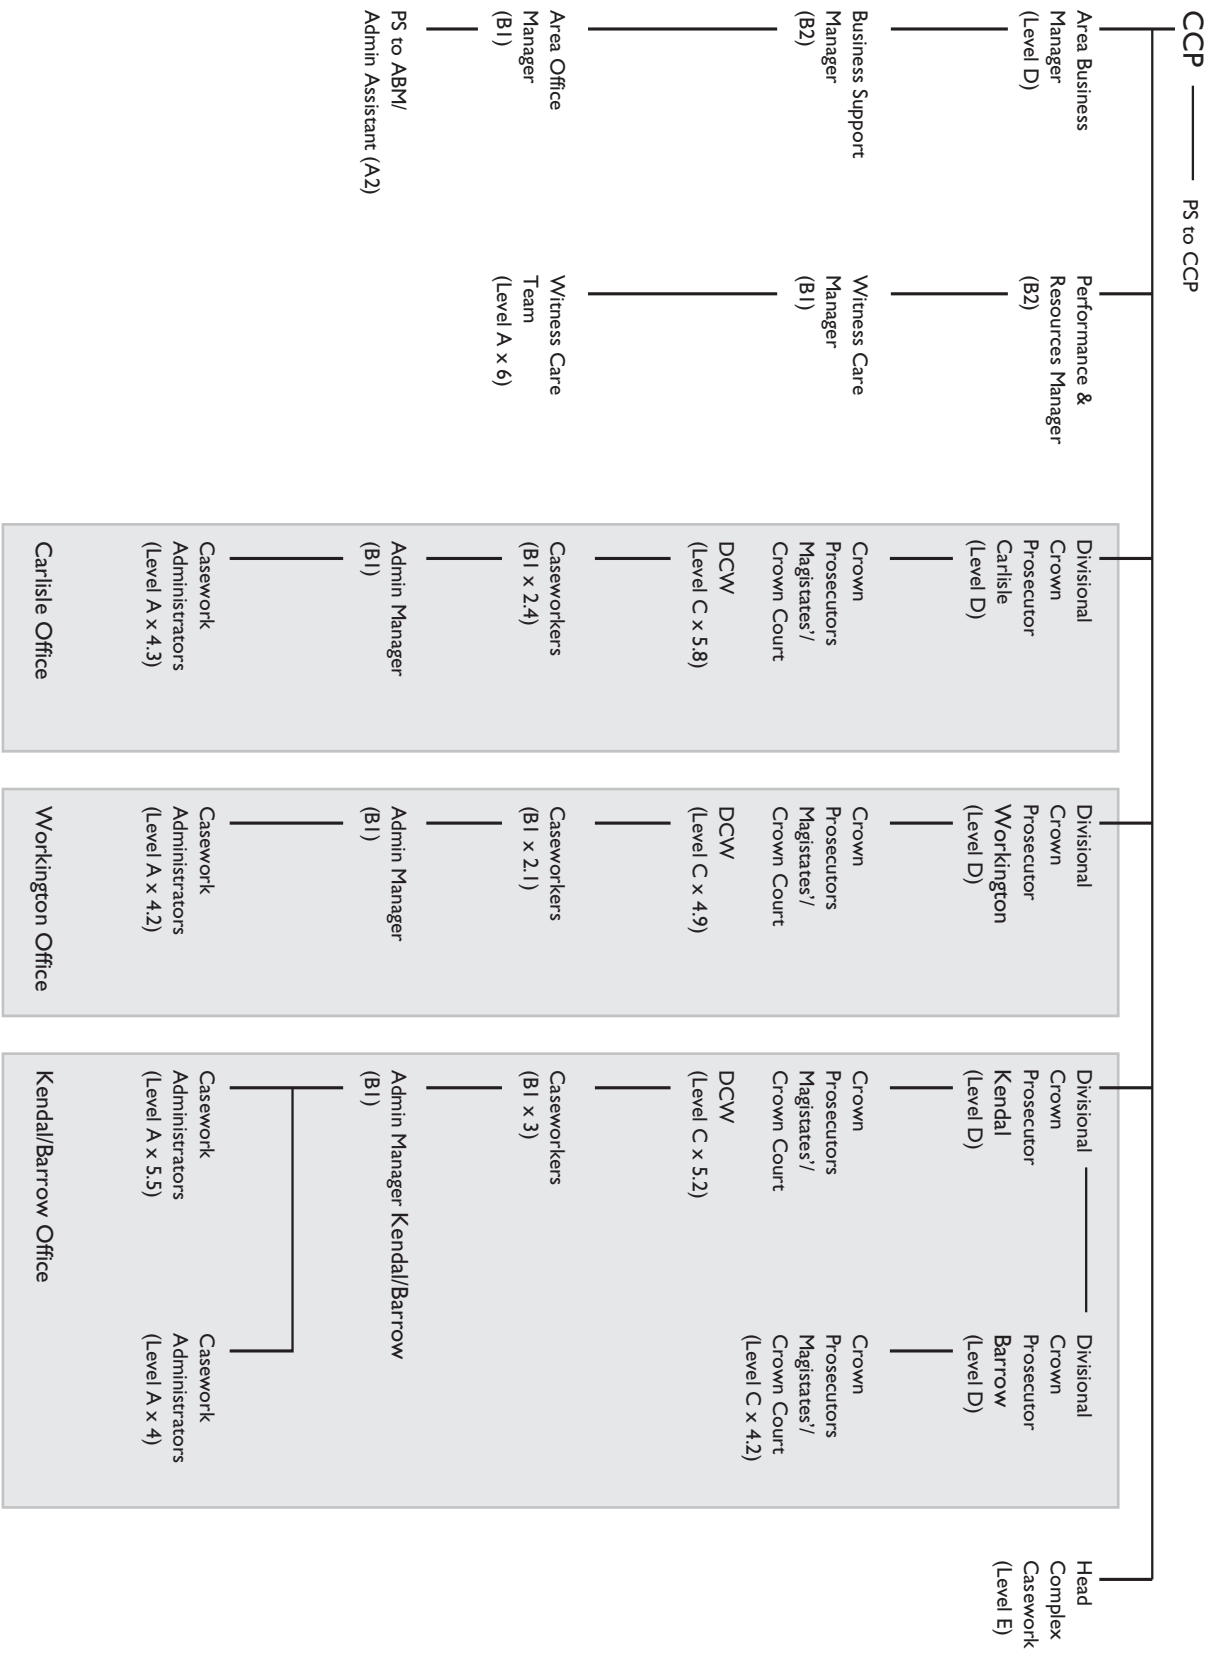 CCP
PS to CCP
Area Business
Manager
(Level D)
Business Support
Manager
(B2)
Area Office
Manager
(B1)
PS to ABM/
Admin Assistant (A2)
Performance &
Resources Manager
(B2)
Witness Care
Manager
(B1)
Witness Care
Team
(Level A x 6)
Divisional
Crown
Prosecutor
Carlisle
(Level D)
Crown
Prosecutors
Magistates'/
Crown Court
DCW
(Level C x 5.8)
Caseworkers
(B1 x 2.4)
Admin Manager
(B1)
Casework
Administrators
(Level A x 4.3)
Carlisle Office
Divisional
Crown
Prosecutor
Workington
(Level D)
Crown
Prosecutors
Magistates'/
Crown Court
DCW
(Level C x 4.9)
Caseworkers
(B1 x 2.1)
Admin Manager
(B1)
Casework
Administrators
(Level A x 4.2)
Workington Office
Divisional
Crown
Prosecutor
Kendal
(Level D)
Crown
Prosecutors
Magistates'/
Crown Court
DCW
(Level C x 5.2)
Caseworkers
(B1 x 3)
Admin Manager Kendal/Barrow
(B1)
Casework
Administrators
(Level A x 5.5)
Divisional
Crown
Prosecutor
Barrow
(Level D)
Crown
Prosecutors
Magistates'/
Crown Court
(Level C x 4.2)
Casework
Administrators
(Level A x 4)
Kendal/Barrow Office
Head
Complex
Casework
(Level E)